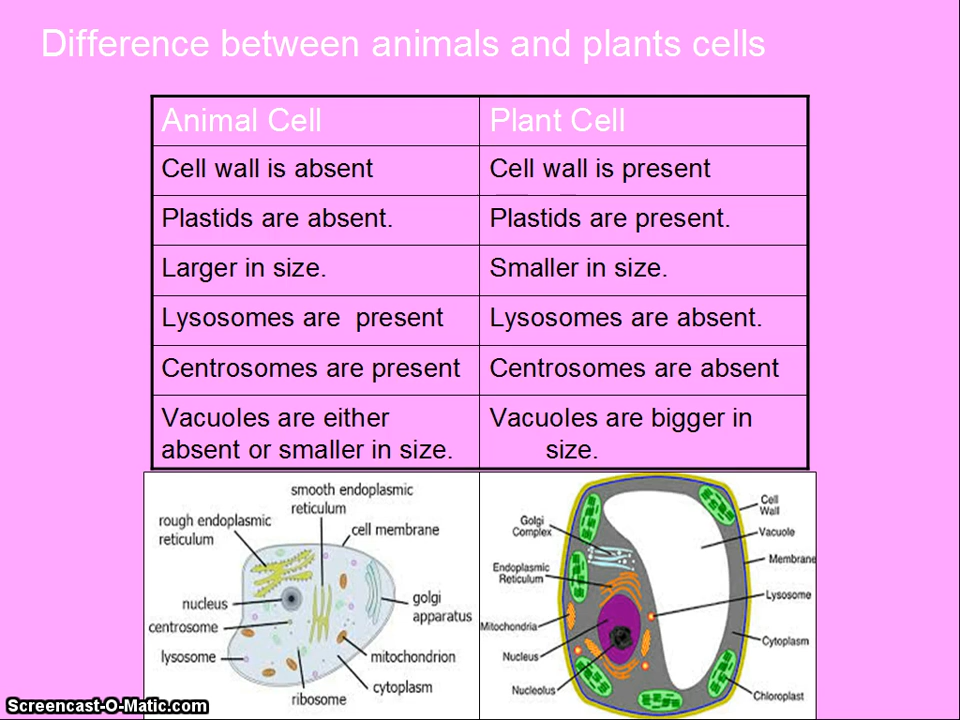 Difference between animals and plants cells
Animal Cell
Plant Cell
Cell wall is absent
Cell wall is present
Plastids are absent.
Plastids are present.
Larger in size.
Smaller in size.
Lysosomes are  present
Lysosomes are absent.
Centrosomes are present
Centrosomes are absent
Vacuoles are either
absent or smaller in size.
Vacuoles are bigger in
size.
smooth endoplasmic
reticulum
rough endoplasmic
reticulum
cell membrane
nucleus
golgi
apparatus
centrosome
lysosome
mitochondrion
cytoplasm
ribosome
Cell
Wall
Golgi
Complex
Vacuole
Membrane
Endoplasmic
Reticulum
Lysosome
Mitochondria
Cytoplasm
Nucleus
Nucleolus
Chloroplast
Screencast-O-Matic.com